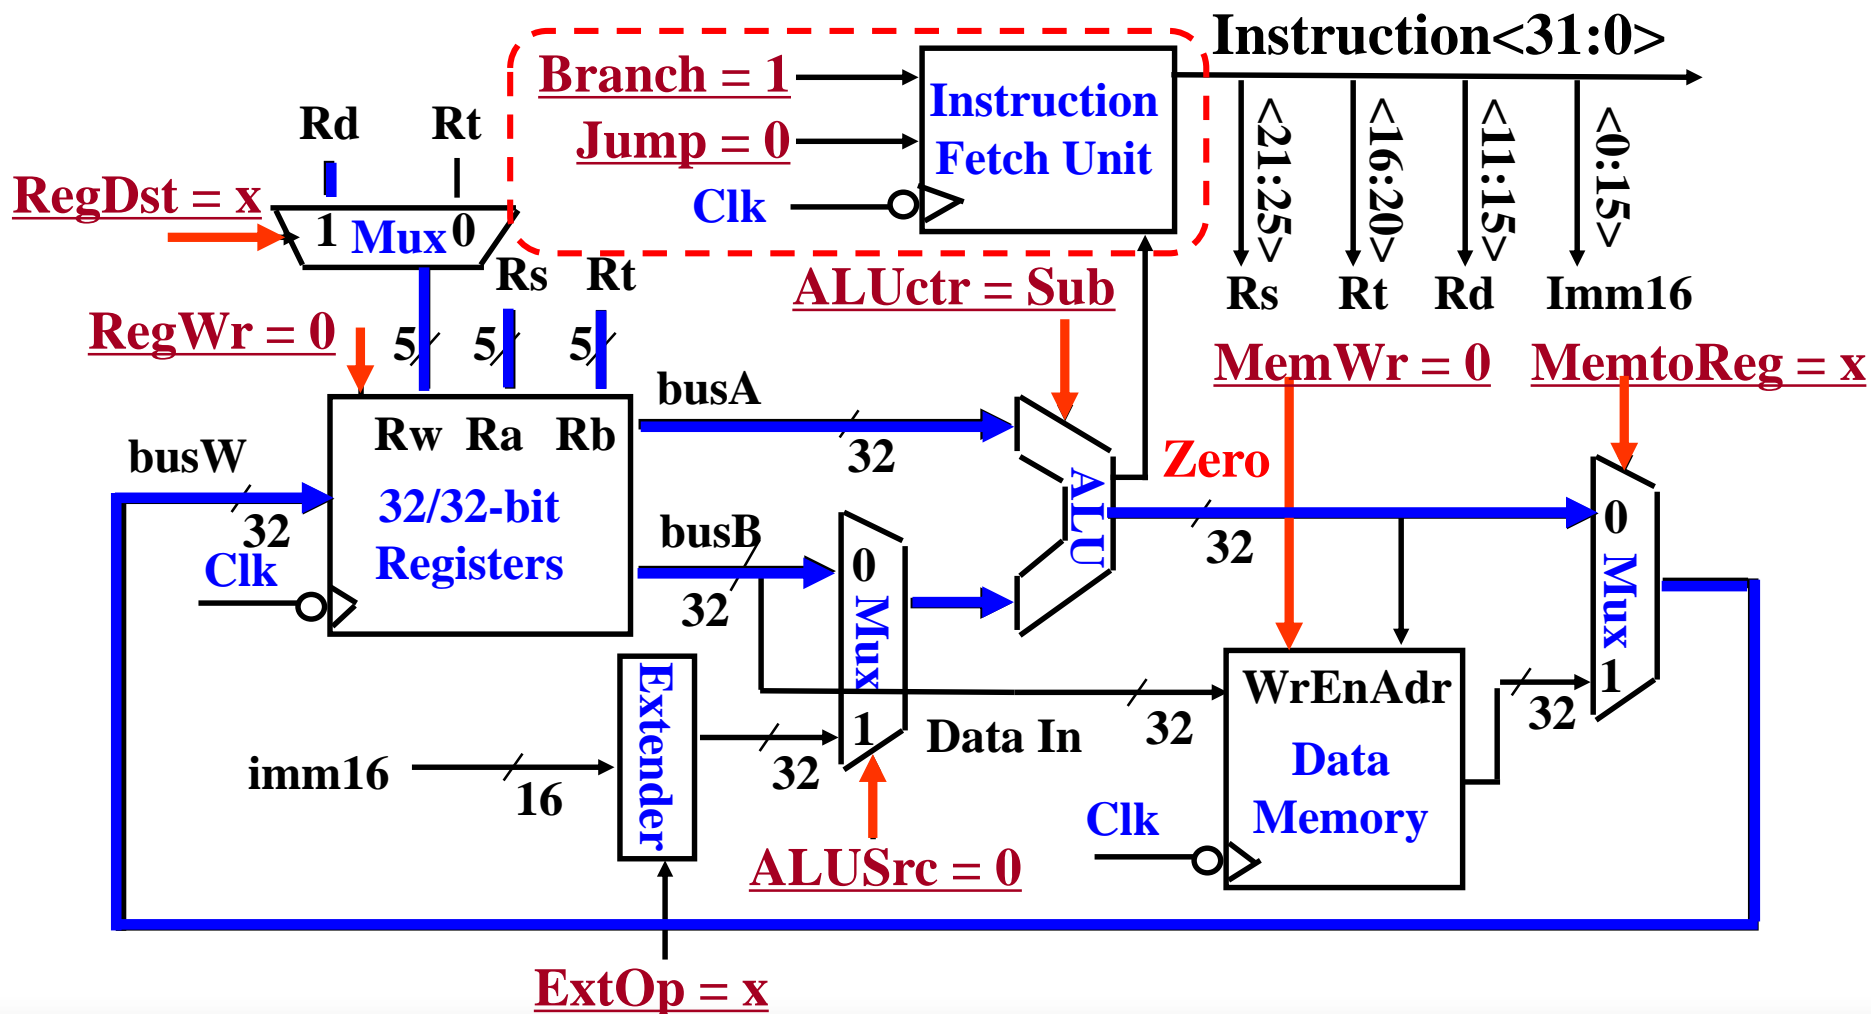 Instruction<31:0>
Branch = 1
Instruction
Fetch Unit
Jump = 0
Clk
<21:25>
<16:20>
<11:15>
<0:15>
Rd
Rt
RegDst = x
1
Mux
0
Rs
Rt
ALUctr = Sub
Rs
Rt
Rd
Imm16
RegWr = 0
5
5
5
MemWr = 0
MemtoReg = x
busA
32
busW
32
Rw
Ra
Rb
32/32-bit
Registers
Clk
busB
32
0
Mux
1
ALU
Zero
32
0
Mux
1
Extender
imm16
16
32
Data In
32
WrEnAdr
Data
Memory
32
Clk
ALUSrc = 0
ExtOp = x